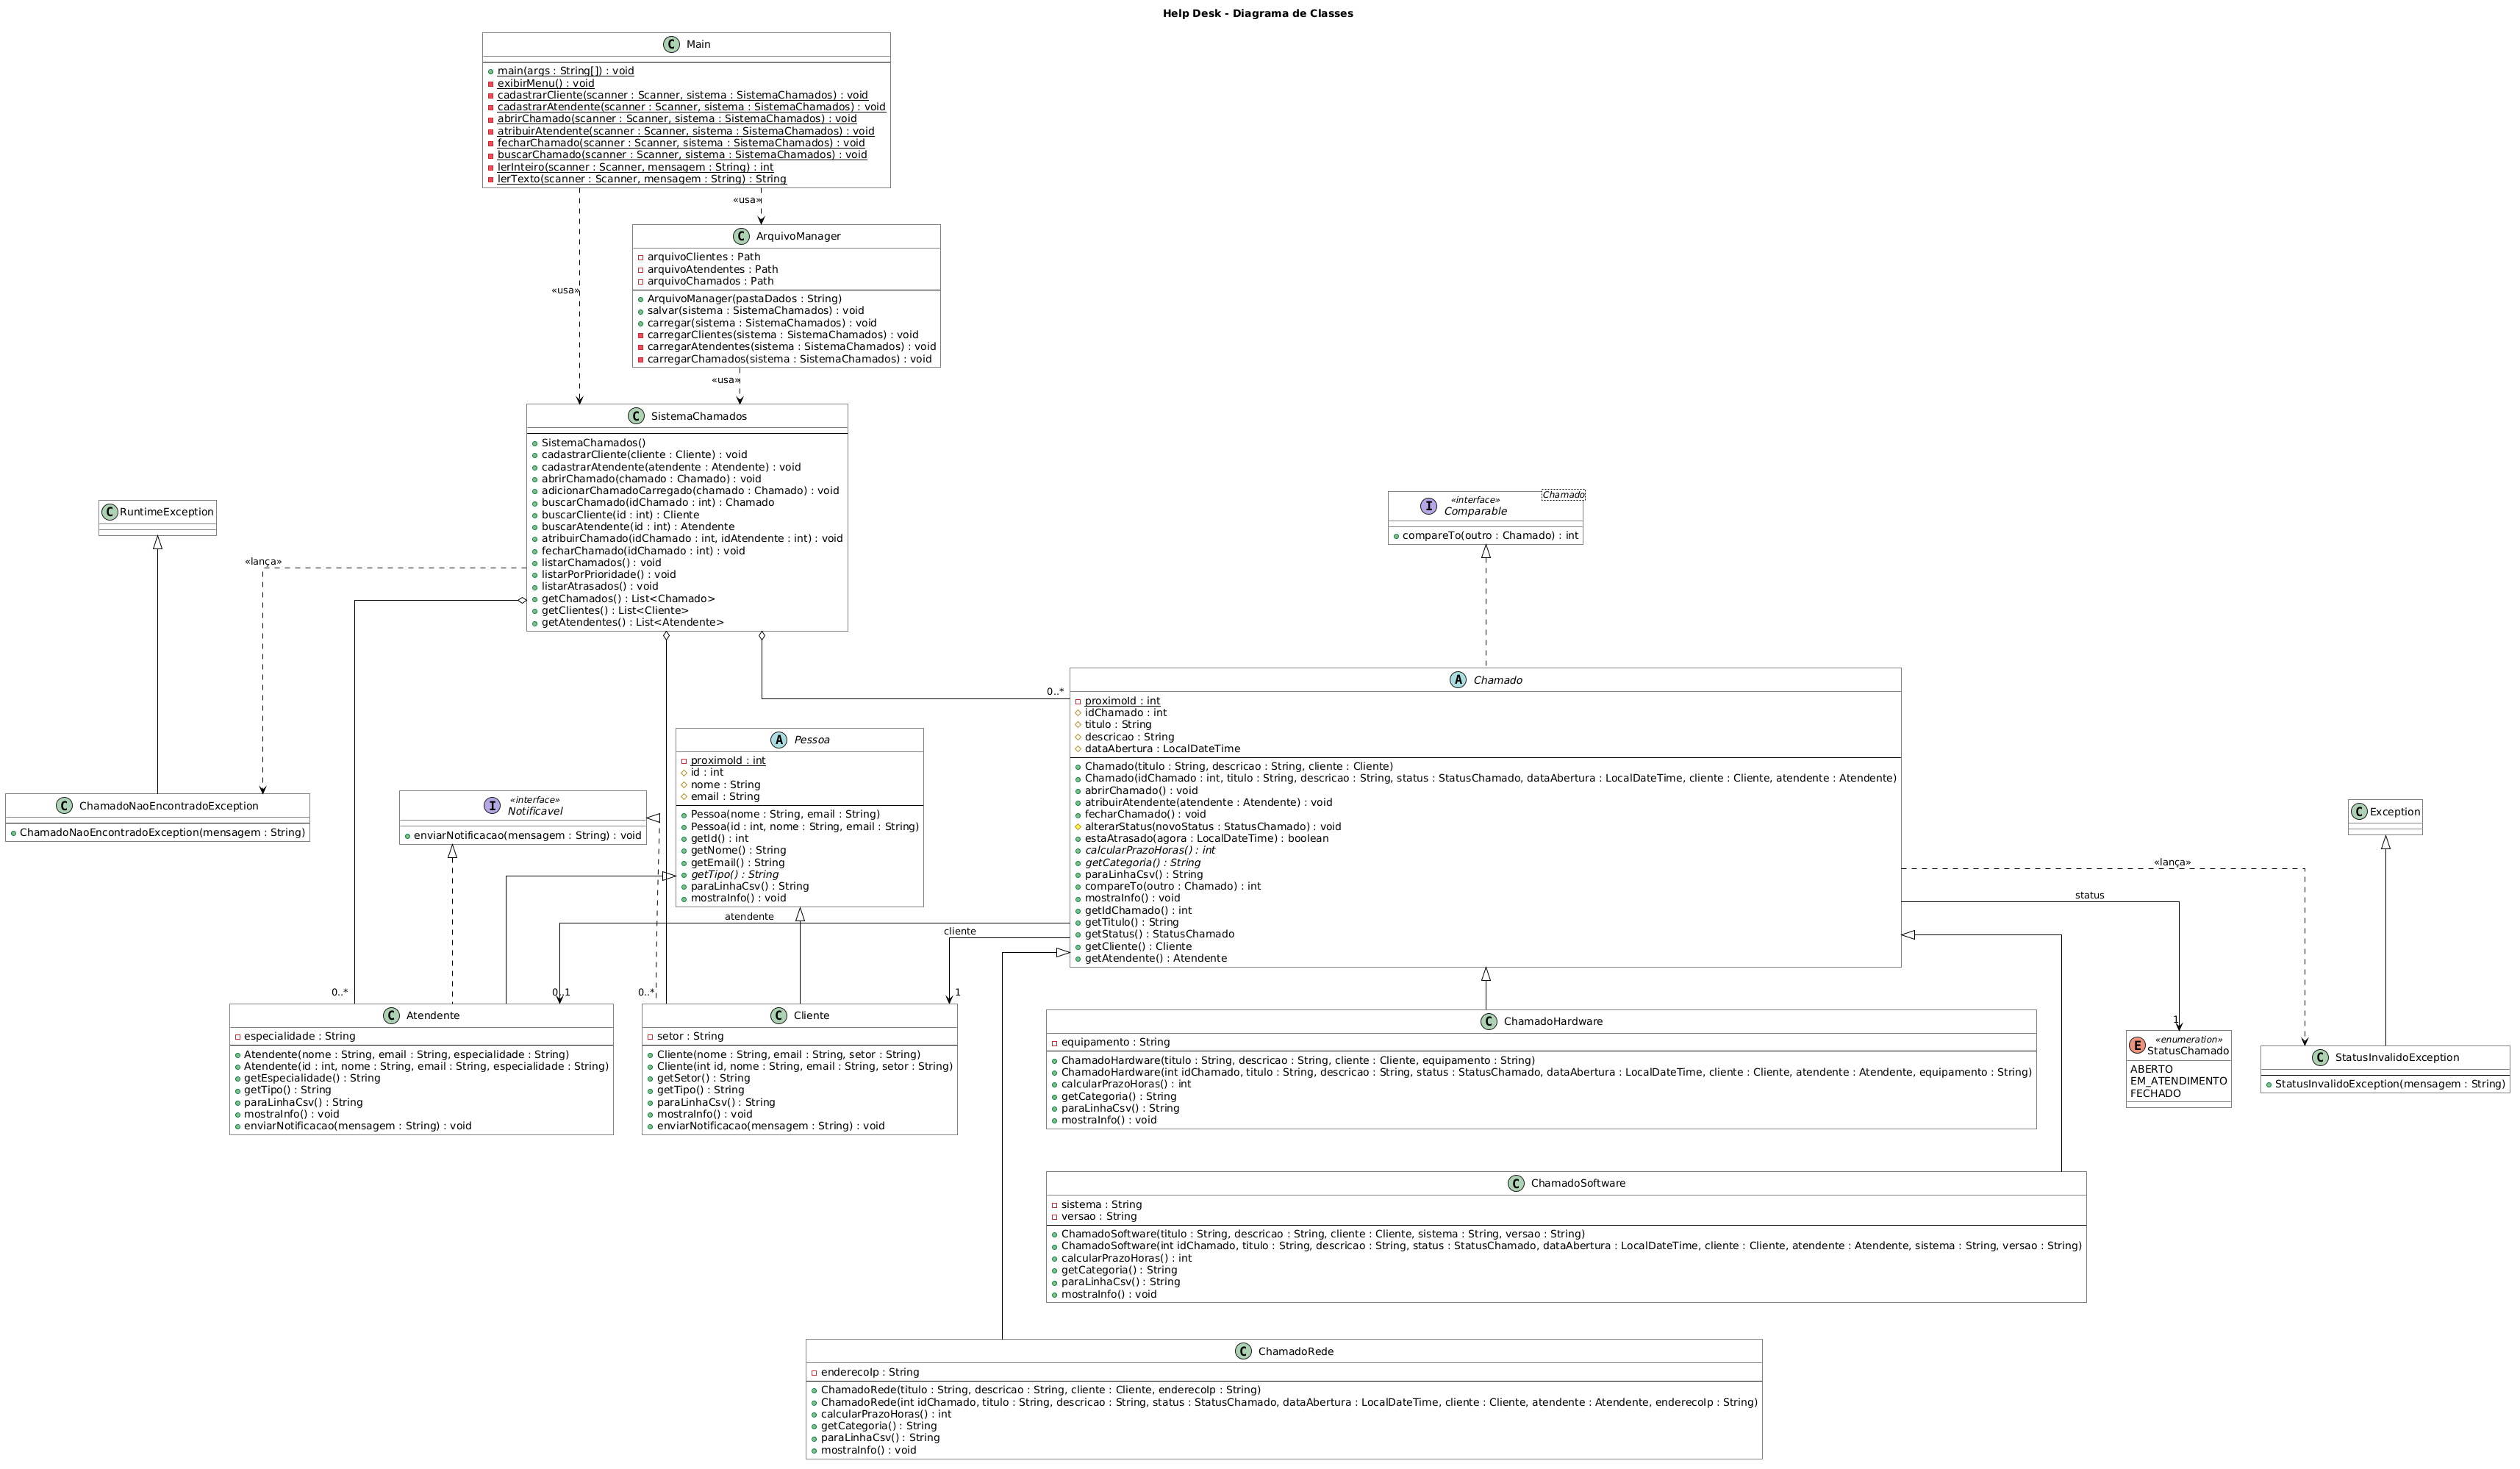 Help Desk - Diagrama de Classes
Main
main(args : String[]) : void
exibirMenu() : void
cadastrarCliente(scanner : Scanner, sistema : SistemaChamados) : void
cadastrarAtendente(scanner : Scanner, sistema : SistemaChamados) : void
abrirChamado(scanner : Scanner, sistema : SistemaChamados) : void
atribuirAtendente(scanner : Scanner, sistema : SistemaChamados) : void
fecharChamado(scanner : Scanner, sistema : SistemaChamados) : void
buscarChamado(scanner : Scanner, sistema : SistemaChamados) : void
lerInteiro(scanner : Scanner, mensagem : String) : int
lerTexto(scanner : Scanner, mensagem : String) : String
«usa»
ArquivoManager
arquivoClientes : Path
arquivoAtendentes : Path
arquivoChamados : Path
ArquivoManager(pastaDados : String)
salvar(sistema : SistemaChamados) : void
carregar(sistema : SistemaChamados) : void
carregarClientes(sistema : SistemaChamados) : void
carregarAtendentes(sistema : SistemaChamados) : void
carregarChamados(sistema : SistemaChamados) : void
«usa»
«usa»
SistemaChamados
SistemaChamados()
cadastrarCliente(cliente : Cliente) : void
cadastrarAtendente(atendente : Atendente) : void
abrirChamado(chamado : Chamado) : void
adicionarChamadoCarregado(chamado : Chamado) : void
buscarChamado(idChamado : int) : Chamado
buscarCliente(id : int) : Cliente
buscarAtendente(id : int) : Atendente
atribuirChamado(idChamado : int, idAtendente : int) : void
fecharChamado(idChamado : int) : void
listarChamados() : void
listarPorPrioridade() : void
listarAtrasados() : void
getChamados() : List<Chamado>
getClientes() : List<Cliente>
getAtendentes() : List<Atendente>
RuntimeException
«lança»
Chamado
«interface»
Comparable
compareTo(outro : Chamado) : int
0..*
Chamado
proximoId : int
idChamado : int
titulo : String
descricao : String
dataAbertura : LocalDateTime
Chamado(titulo : String, descricao : String, cliente : Cliente)
Chamado(idChamado : int, titulo : String, descricao : String, status : StatusChamado, dataAbertura : LocalDateTime, cliente : Cliente, atendente : Atendente)
abrirChamado() : void
atribuirAtendente(atendente : Atendente) : void
fecharChamado() : void
alterarStatus(novoStatus : StatusChamado) : void
estaAtrasado(agora : LocalDateTime) : boolean
calcularPrazoHoras() : int
getCategoria() : String
paraLinhaCsv() : String
compareTo(outro : Chamado) : int
mostraInfo() : void
getIdChamado() : int
getTitulo() : String
getStatus() : StatusChamado
getCliente() : Cliente
getAtendente() : Atendente
Pessoa
proximoId : int
id : int
nome : String
email : String
Pessoa(nome : String, email : String)
Pessoa(id : int, nome : String, email : String)
getId() : int
getNome() : String
getEmail() : String
getTipo() : String
paraLinhaCsv() : String
mostraInfo() : void
ChamadoNaoEncontradoException
ChamadoNaoEncontradoException(mensagem : String)
«interface»
Notificavel
enviarNotificacao(mensagem : String) : void
Exception
«lança»
status
atendente
cliente
0..*
0..1
0..*
1
1
Atendente
especialidade : String
Atendente(nome : String, email : String, especialidade : String)
Atendente(id : int, nome : String, email : String, especialidade : String)
getEspecialidade() : String
getTipo() : String
paraLinhaCsv() : String
mostraInfo() : void
enviarNotificacao(mensagem : String) : void
Cliente
setor : String
Cliente(nome : String, email : String, setor : String)
Cliente(int id, nome : String, email : String, setor : String)
getSetor() : String
getTipo() : String
paraLinhaCsv() : String
mostraInfo() : void
enviarNotificacao(mensagem : String) : void
ChamadoHardware
equipamento : String
ChamadoHardware(titulo : String, descricao : String, cliente : Cliente, equipamento : String)
ChamadoHardware(int idChamado, titulo : String, descricao : String, status : StatusChamado, dataAbertura : LocalDateTime, cliente : Cliente, atendente : Atendente, equipamento : String)
calcularPrazoHoras() : int
getCategoria() : String
paraLinhaCsv() : String
mostraInfo() : void
«enumeration»
StatusChamado
ABERTO
EM_ATENDIMENTO
FECHADO
StatusInvalidoException
StatusInvalidoException(mensagem : String)
ChamadoSoftware
sistema : String
versao : String
ChamadoSoftware(titulo : String, descricao : String, cliente : Cliente, sistema : String, versao : String)
ChamadoSoftware(int idChamado, titulo : String, descricao : String, status : StatusChamado, dataAbertura : LocalDateTime, cliente : Cliente, atendente : Atendente, sistema : String, versao : String)
calcularPrazoHoras() : int
getCategoria() : String
paraLinhaCsv() : String
mostraInfo() : void
ChamadoRede
enderecoIp : String
ChamadoRede(titulo : String, descricao : String, cliente : Cliente, enderecoIp : String)
ChamadoRede(int idChamado, titulo : String, descricao : String, status : StatusChamado, dataAbertura : LocalDateTime, cliente : Cliente, atendente : Atendente, enderecoIp : String)
calcularPrazoHoras() : int
getCategoria() : String
paraLinhaCsv() : String
mostraInfo() : void